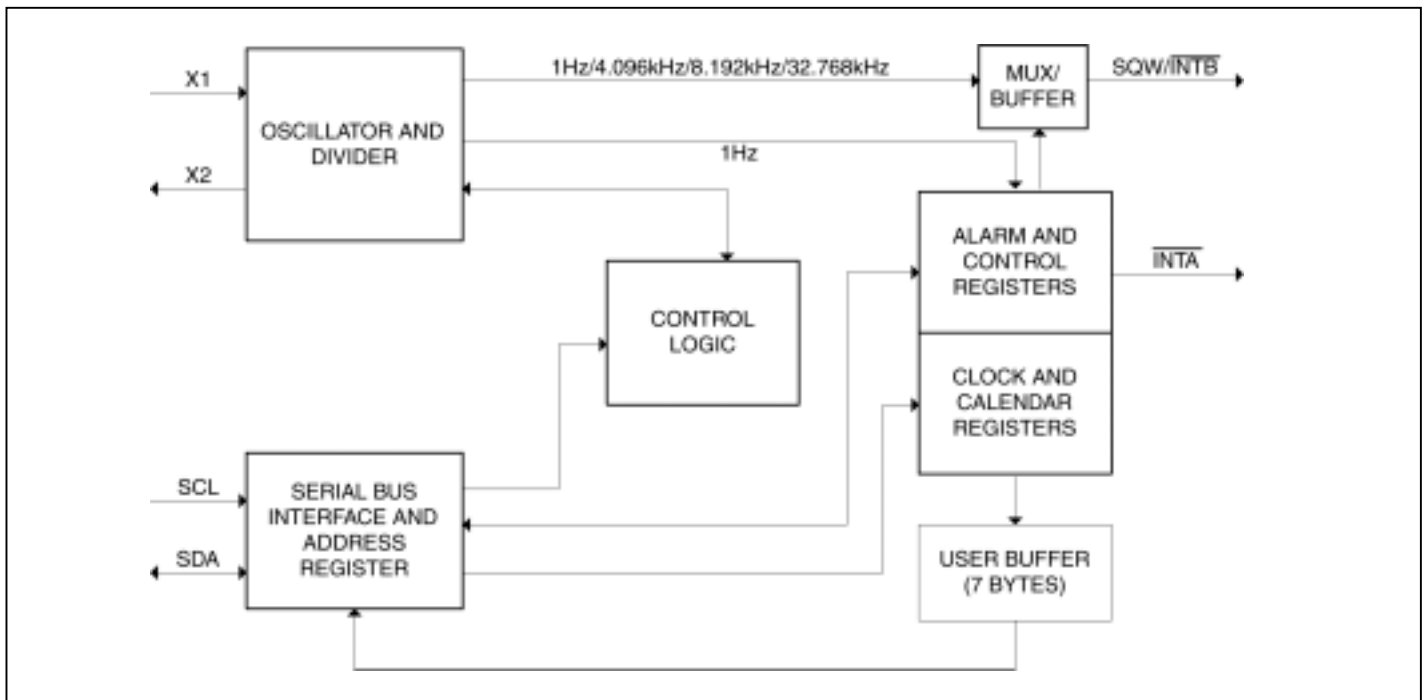 X1
X2
OSCILLATOR AND
DIVIDER
1Hz/4.096kHz/8.192kHz/32.768kHz
1Hz
MUX/
BUFFER
SQW/INTB
ALARM AND
CONTROL
REGISTERS
INTA
CONTROL
LOGIC
CLOCK AND
CALENDAR
REGISTERS
SCL
SDA
SERIAL BUS
INTERFACE AND
ADDRESS
REGISTER
USER BUFFER
(7 BYTES)